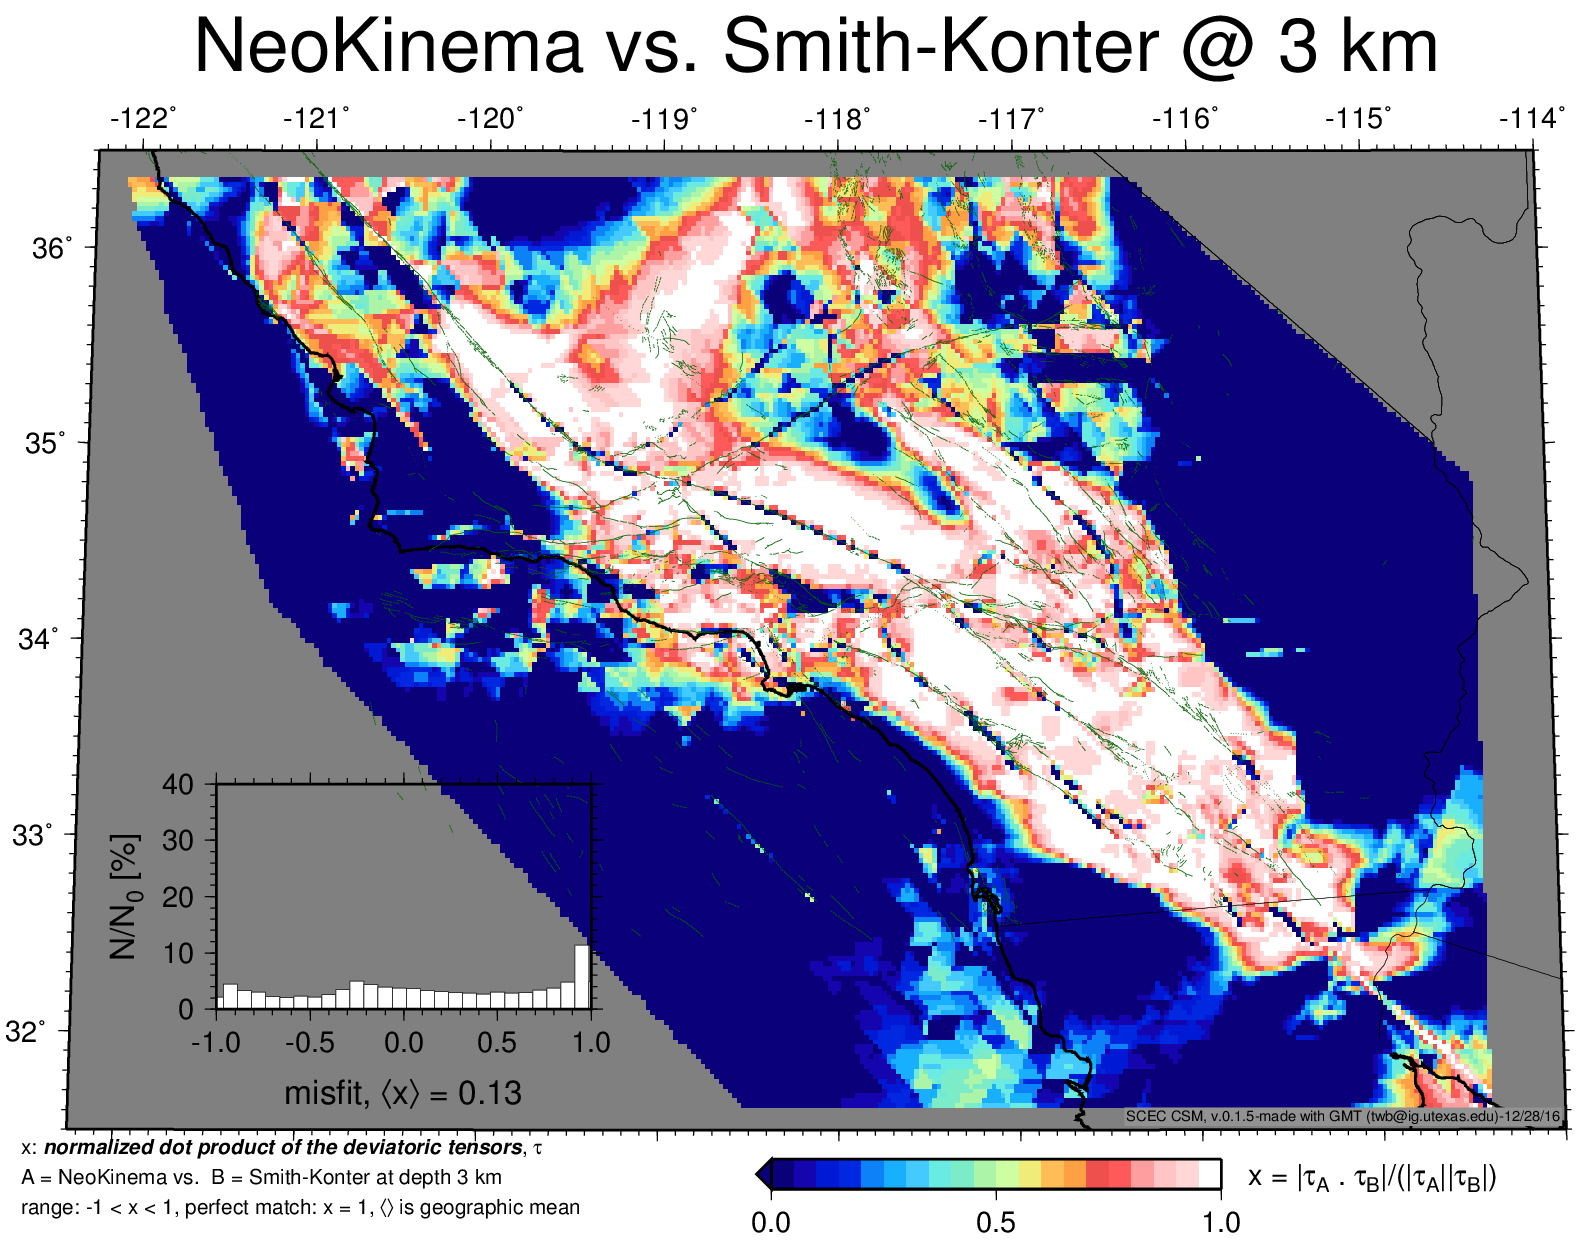 NeoKinema vs. Smith-Konter @ 3 km
-122˚ -121˚ -120˚ -119˚ -118˚ -117˚ -116˚ -115˚ -114˚
36˚
35˚
34˚
33˚
32˚
40
30
20
10
0
N/N₀ [%]
-1.0 -0.5 0.0 0.5 1.0
misfit, ⟨x⟩ = 0.13
SCEC CSM, v.0.1.5-made with GMT (twb@ig.utexas.edu)-12/28/16
x: normalized dot product of the deviatoric tensors, τ
A = NeoKinema vs. B = Smith-Konter at depth 3 km
range: -1 < x < 1, perfect match: x = 1, ⟨⟩ is geographic mean
x = |τ_A . τ_B|/(|τ_A||τ_B|)
0.0 0.5 1.0